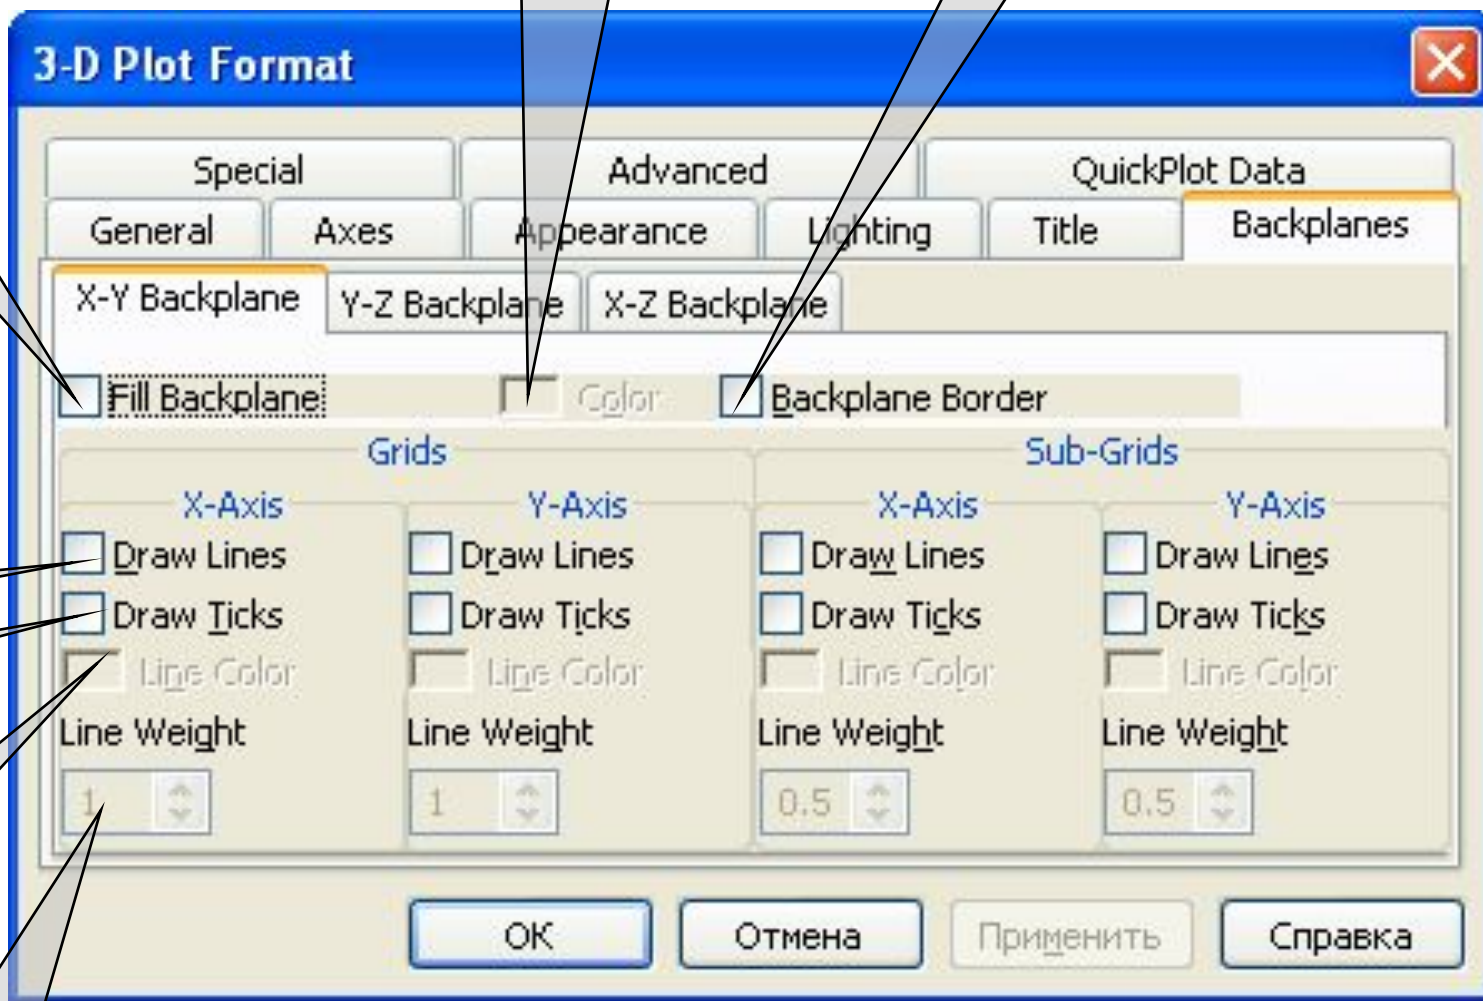 3-D Plot Format
Special Advanced QuickPlot Data
General Axes Appearance Lighting Title Backplanes
X-Y Backplane Y-Z Backplane X-Z Backplane
Fill Backplane Color Backplane Border
Grids Sub-Grids
X-Axis Y-Axis X-Axis Y-Axis
Draw Lines Draw Lines Draw Lines Draw Lines
Draw Ticks Draw Ticks Draw Ticks Draw Ticks
Line Color Line Color Line Color Line Color
Line Weight Line Weight Line Weight Line Weight
1 1 0.5 0.5
ОК Отмена Применить Справка